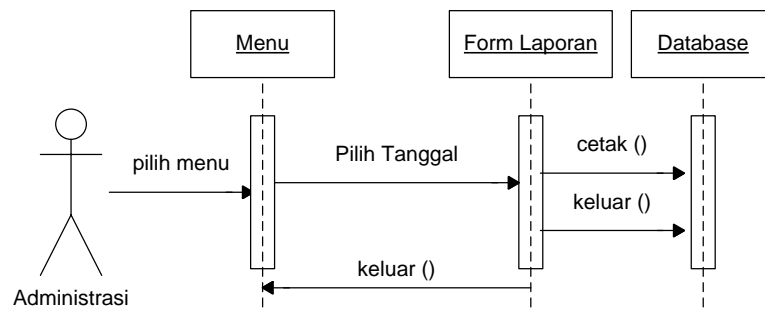 Menu
Form Laporan
Database
pilih menu
Pilih Tanggal
cetak ()
keluar ()
keluar ()
Administrasi